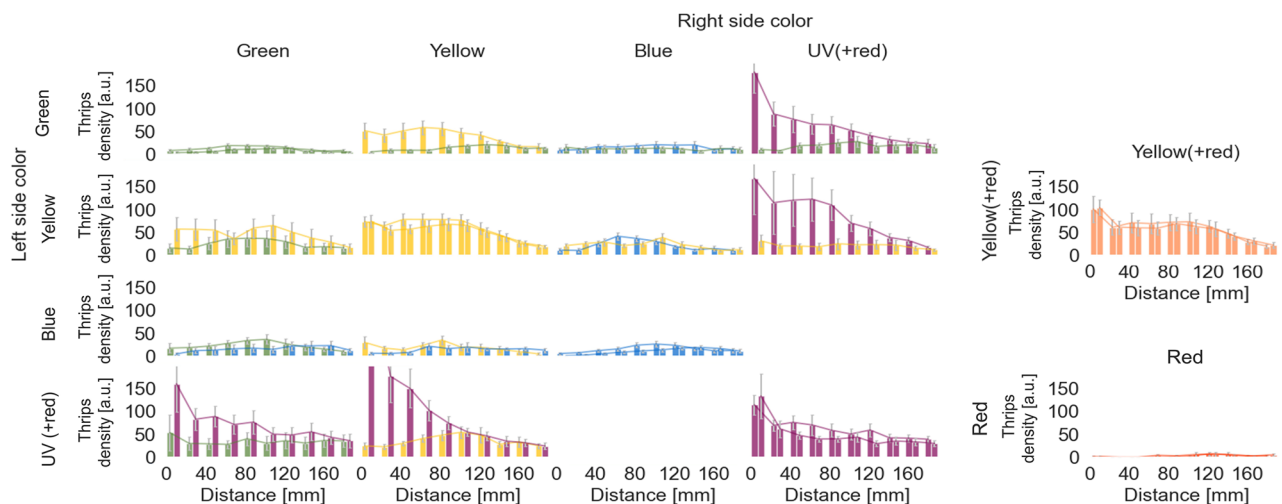 Right side color
Green Yellow Blue UV(+red)
Left side color
Green
Thrips
density [a.u.]
150
100
50
0
Yellow
Thrips
density [a.u.]
150
100
50
0
Blue
Thrips
density [a.u.]
150
100
50
0
UV (+red)
Thrips
density [a.u.]
150
100
50
0
0 40 80 120 160
Distance [mm]
0 40 80 120 160
Distance [mm]
0 40 80 120 160
Distance [mm]
0 40 80 120 160
Distance [mm]
Yellow(+red)
Yellow(+red)
Thrips
density [a.u.]
150
100
50
0
0 40 80 120 160
Distance [mm]
Red
Red
Thrips
density [a.u.]
150
100
50
0
0 40 80 120 160
Distance [mm]